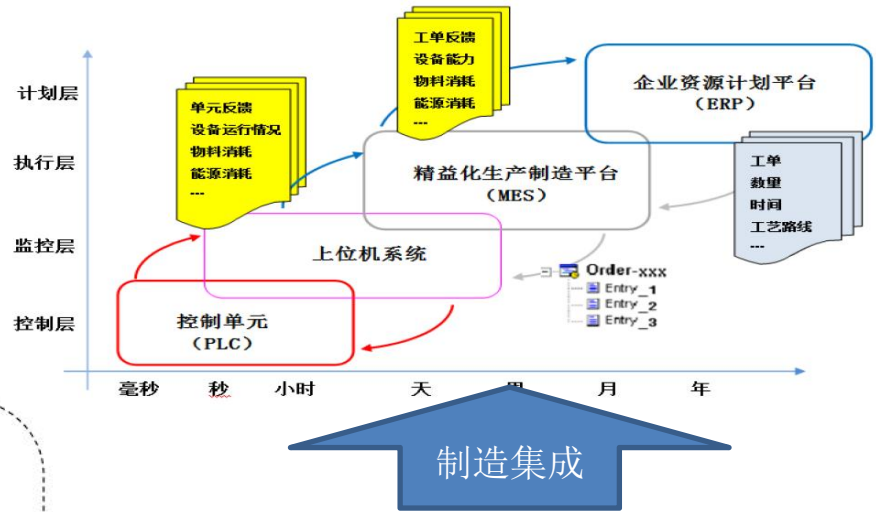 工单反馈
设备能力
物料消耗
能源消耗
...
单元反馈
设备运行情况
物料消耗
能源消耗
...
计划层
执行层
监控层
控制层
企业资源计划平台
（ERP）
精益化生产制造平台
（MES）
工单
数量
时间
工艺路线
...
上位机系统
Order-xxx
Entry_1
Entry_2
Entry_3
控制单元
（PLC）
毫秒 秒 小时 天 月 年
制造集成